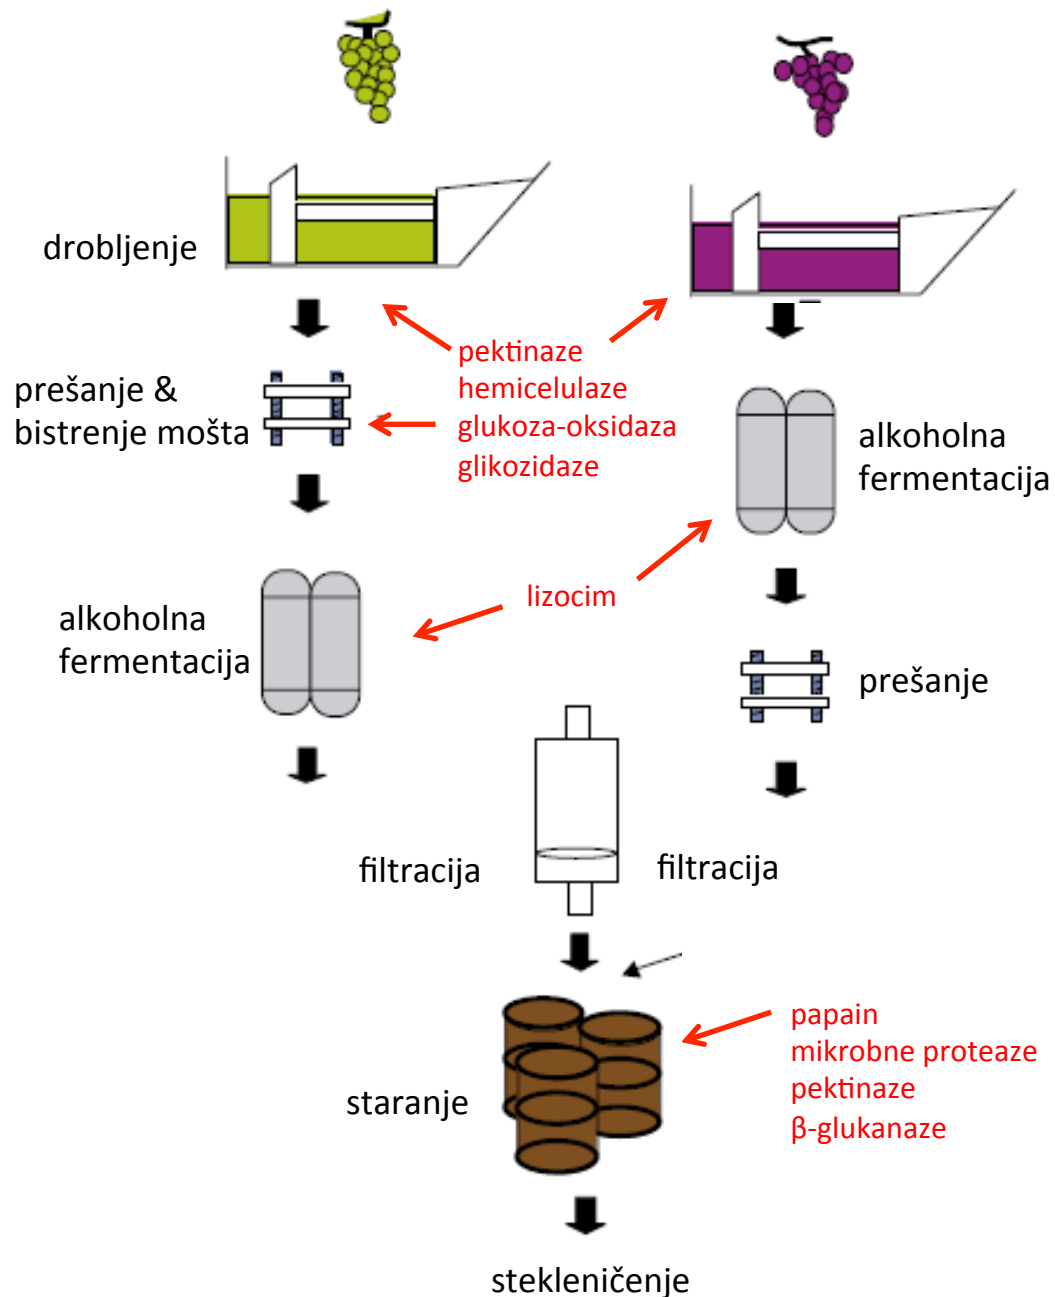 drobljenje
pektinaze
hemicelulaze
glukoza-oksidaza
glikozidaze
prešanje &
bistrenje mošta
alkoholna
fermentacija
lizocim
alkoholna
fermentacija
prešanje
filtracija
filtracija
papain
mikrobne proteaze
pektinaze
β-glukanaze
staranje
stekleničenje